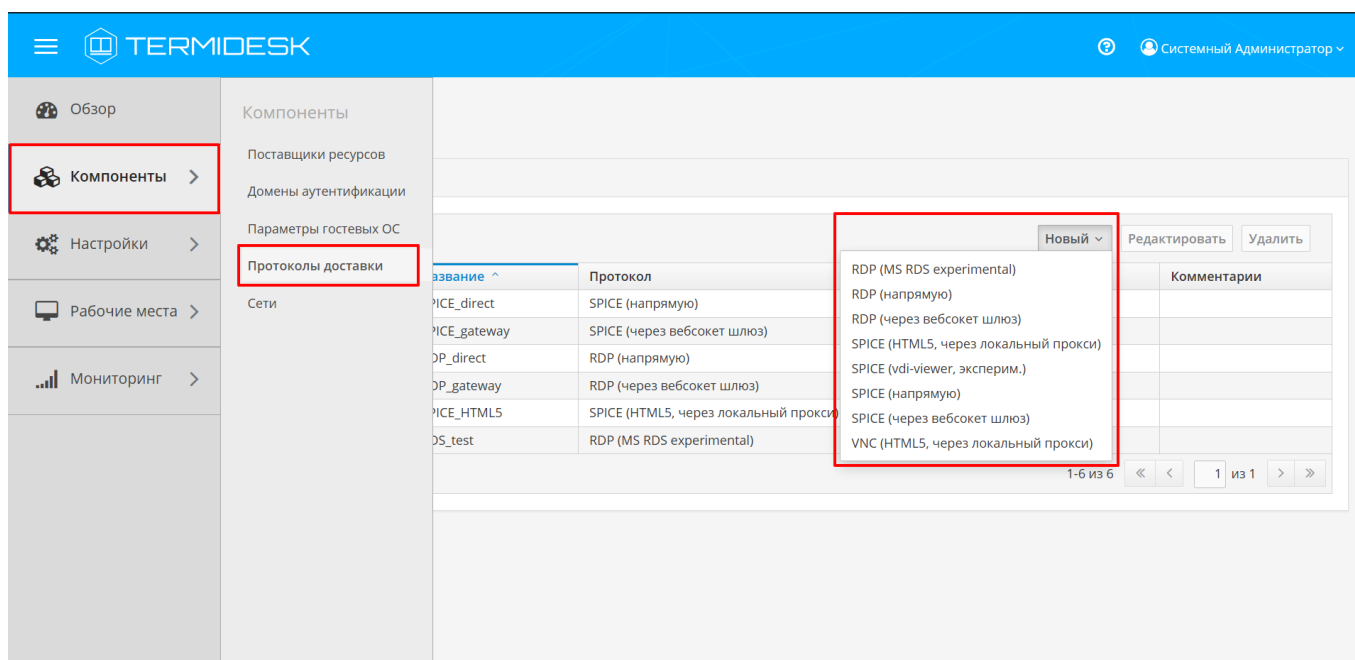 TERMIDESK
Системный Администратор
Обзор
Компоненты
Настройки
Рабочие места
Мониторинг
Компоненты
Поставщики ресурсов
Домены аутентификации
Параметры гостевых ОС
Протоколы доставки
Сети
Новый
Редактировать
Удалить
азвание Протокол Комментарии
PICE_direct SPICE (напрямую)
PICE_gateway SPICE (через вебсокет шлюз)
DP_direct RDP (напрямую)
DP_gateway RDP (через вебсокет шлюз)
PICE_HTML5 SPICE (HTML5, через локальный прокси)
DS_test RDP (MS RDS experimental)
RDP (MS RDS experimental)
RDP (напрямую)
RDP (через вебсокет шлюз)
SPICE (HTML5, через локальный прокси)
SPICE (vdi-viewer, эксперим.)
SPICE (напрямую)
SPICE (через вебсокет шлюз)
VNC (HTML5, через локальный прокси)
1-6 из 6 1 из 1